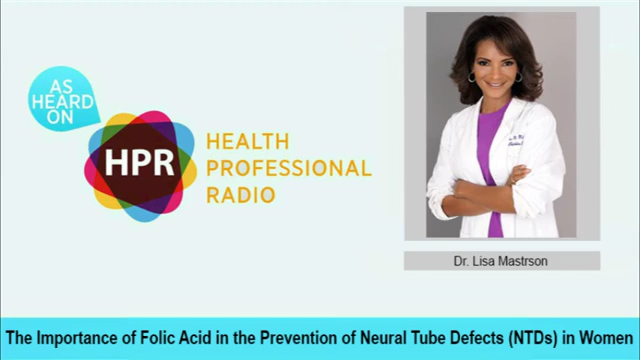 AS
HEARD
ON
HPR
HEALTH
PROFESSIONAL
RADIO
Dr. Lisa Mastrson
The Importance of Folic Acid in the Prevention of Neural Tube Defects (NTDs) in Women